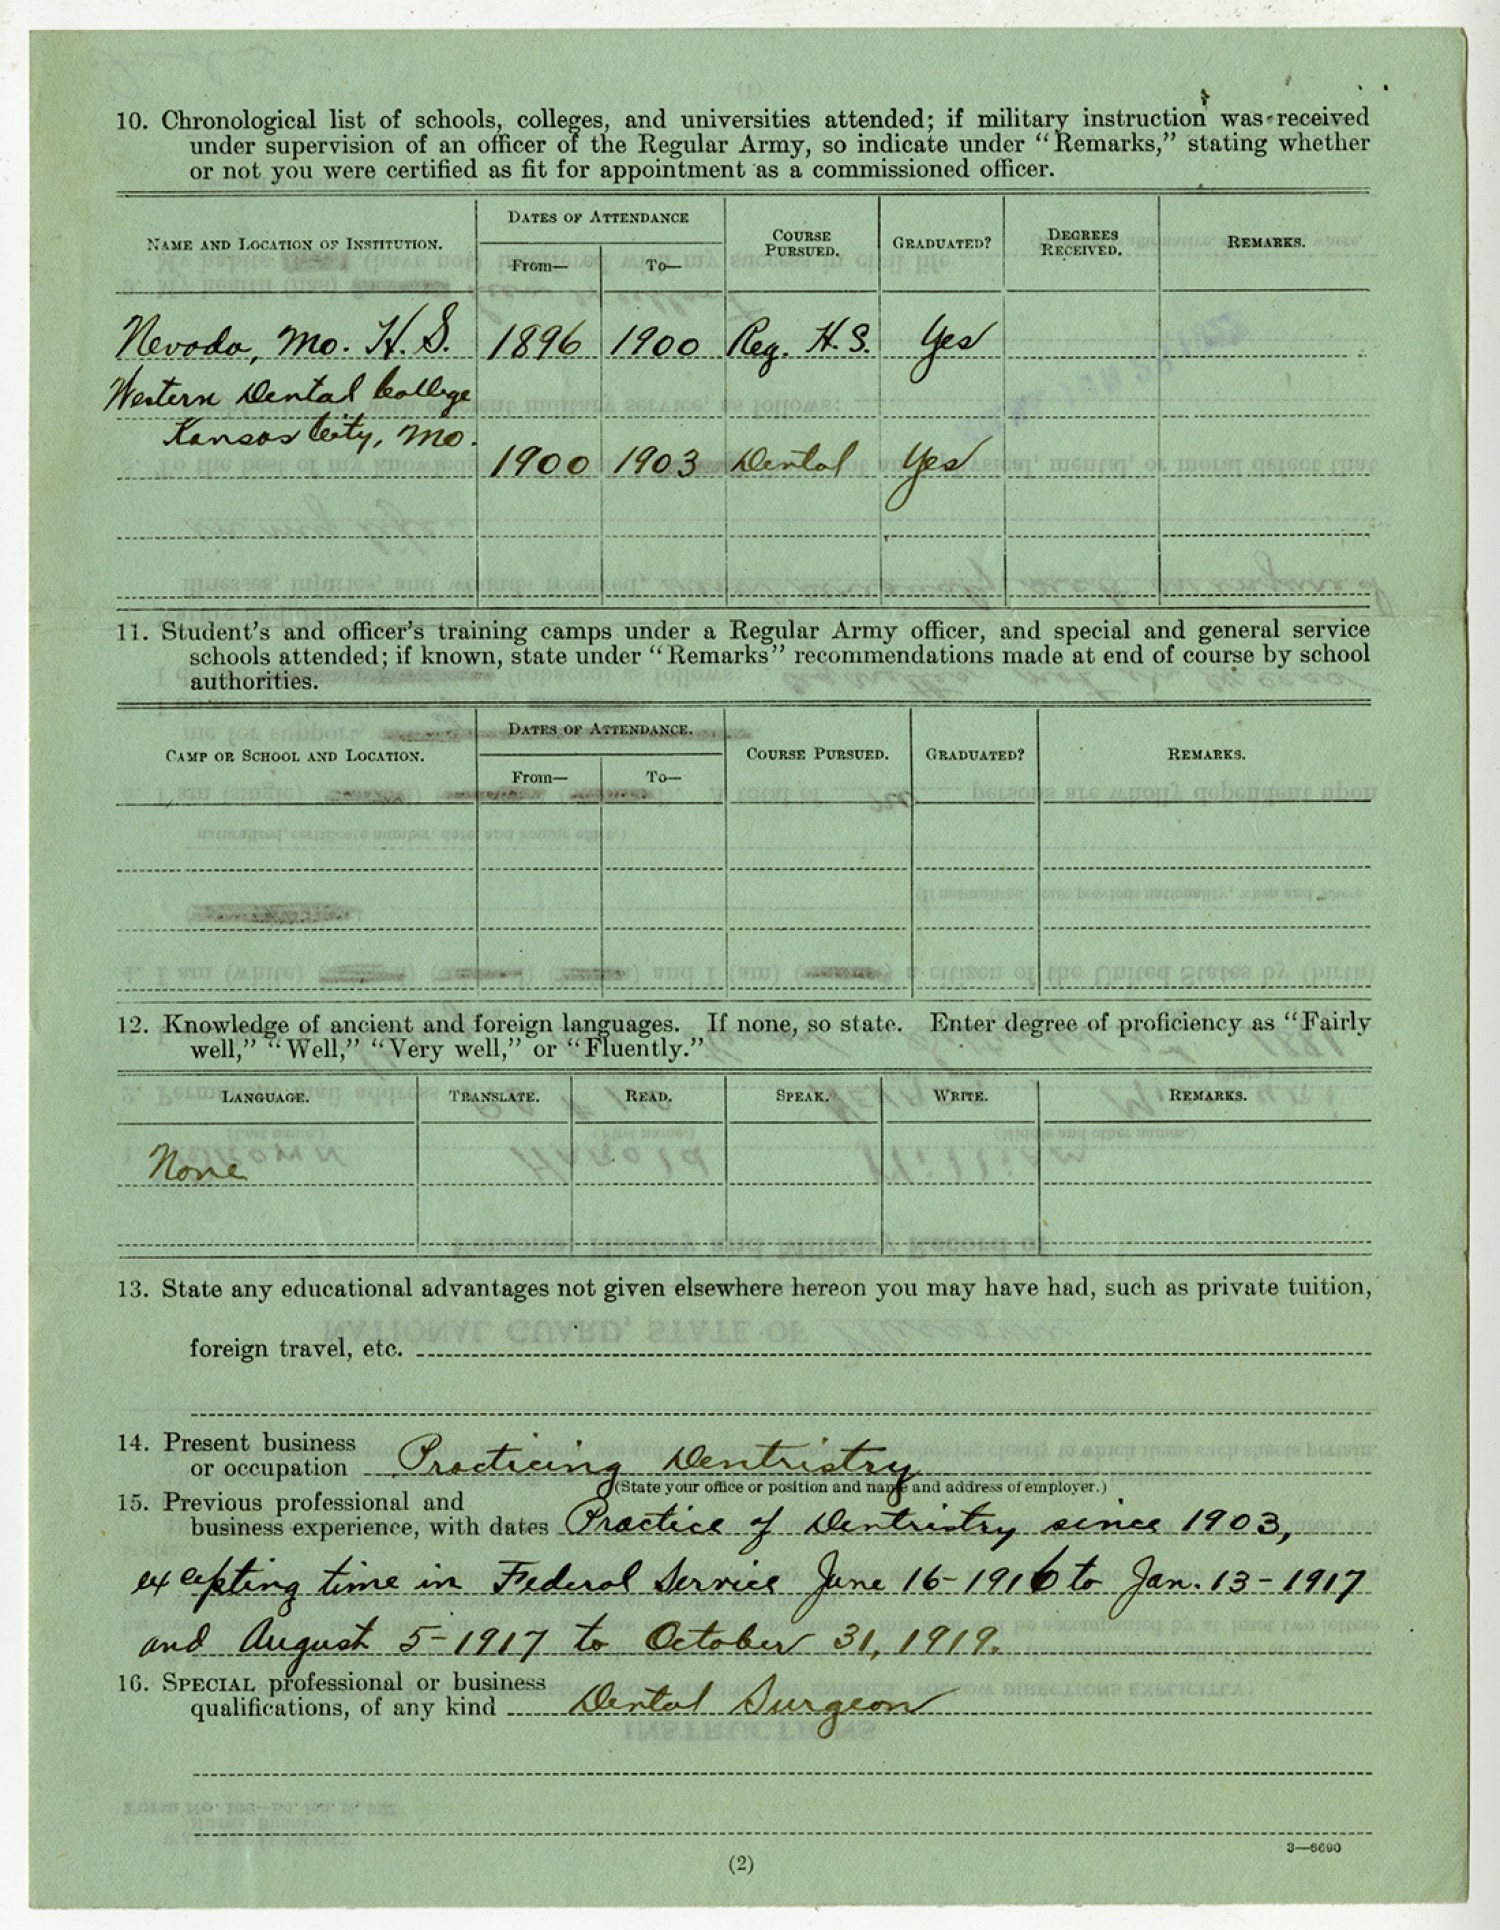 10. Chronological list of schools, colleges, and universities attended; if military instruction was received
under supervision of an officer of the Regular Army, so indicate under "Remarks," stating whether
or not you were certified as fit for appointment as a commissioned officer.
NAME AND LOCATION OF INSTITUTION. DATES OF ATTENDANCE From— To— COURSE PURSUED. GRADUATED? DEGREES RECEIVED. REMARKS.
Nevada, Mo. H.S. 1896 1900 Reg. H.S. Yes
Western Dental College
Kansas City, Mo.
1900 1903 Dental Yes
11. Student's and officer's training camps under a Regular Army officer, and special and general service
schools attended; if known, state under "Remarks" recommendations made at end of course by school
authorities.
CAMP OR SCHOOL AND LOCATION. DATES OF ATTENDANCE. From— To— COURSE PURSUED. GRADUATED? REMARKS.
12. Knowledge of ancient and foreign languages. If none, so state. Enter degree of proficiency as "Fairly
well," "Well," "Very well," or "Fluently."
LANGUAGE. TRANSLATE. READ. SPEAK. WRITE. REMARKS.
None
13. State any educational advantages not given elsewhere hereon you may have had, such as private tuition,
foreign travel, etc.
14. Present business
or occupation Practicing Dentristry
(State your office or position and name and address of employer.)
15. Previous professional and
business experience, with dates Practice of Dentristry since 1903,
excepting time in Federal Service June 16-1916 to Jan. 13-1917
and August 5-1917 to October 31, 1919.
16. SPECIAL professional or business
qualifications, of any kind Dental Surgeon
3—6690
(2)